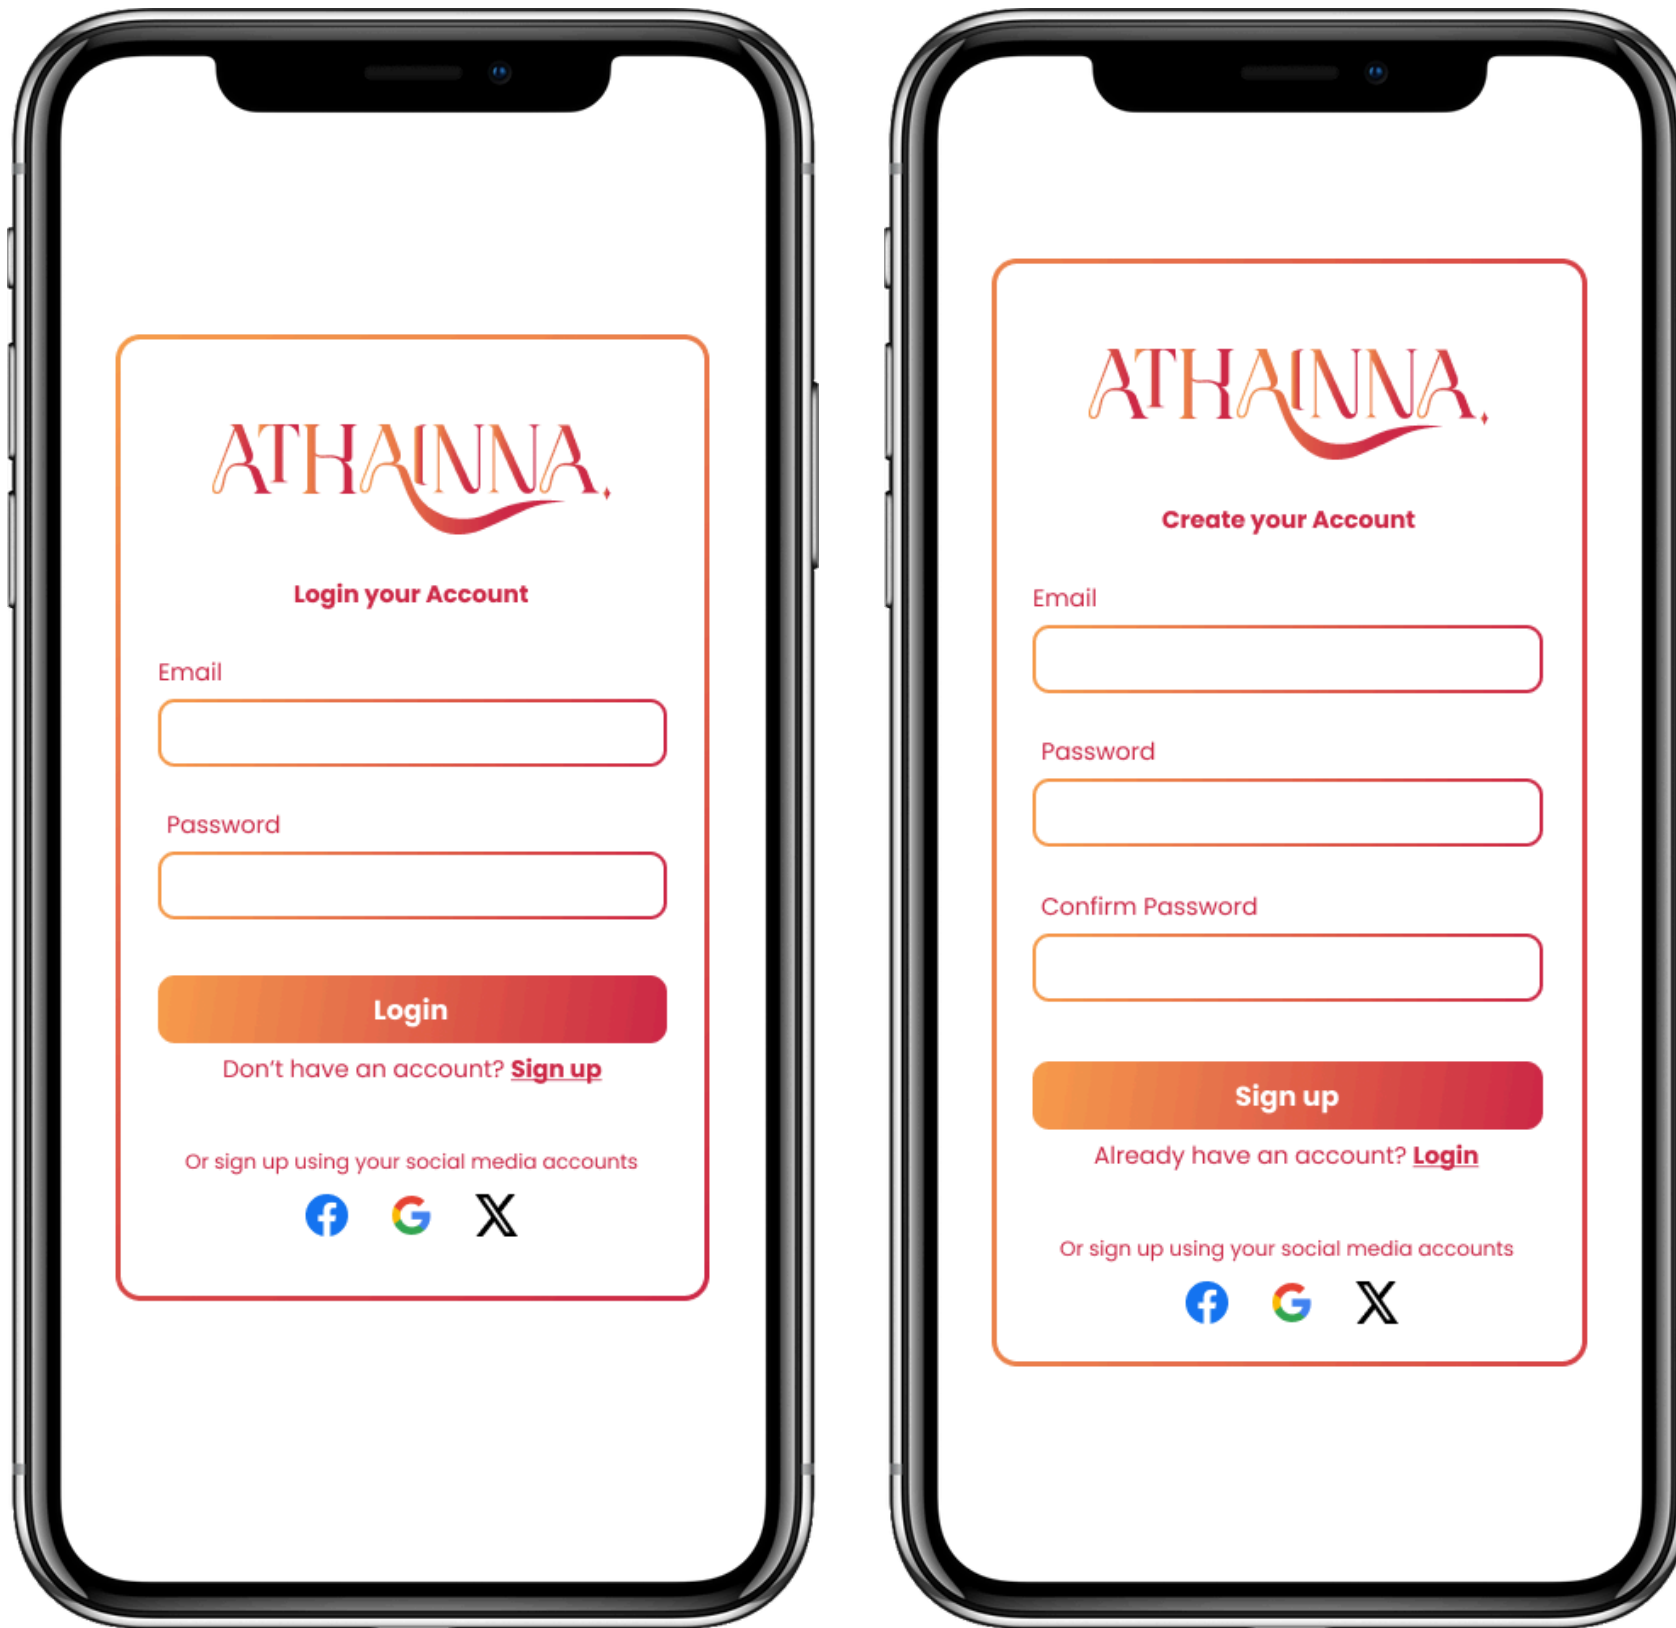 ATHAINNA
Login your Account
Email
Password
Login
Don't have an account? Sign up
Or sign up using your social media accounts
ATHAINNA
Create your Account
Email
Password
Confirm Password
Sign up
Already have an account? Login
Or sign up using your social media accounts